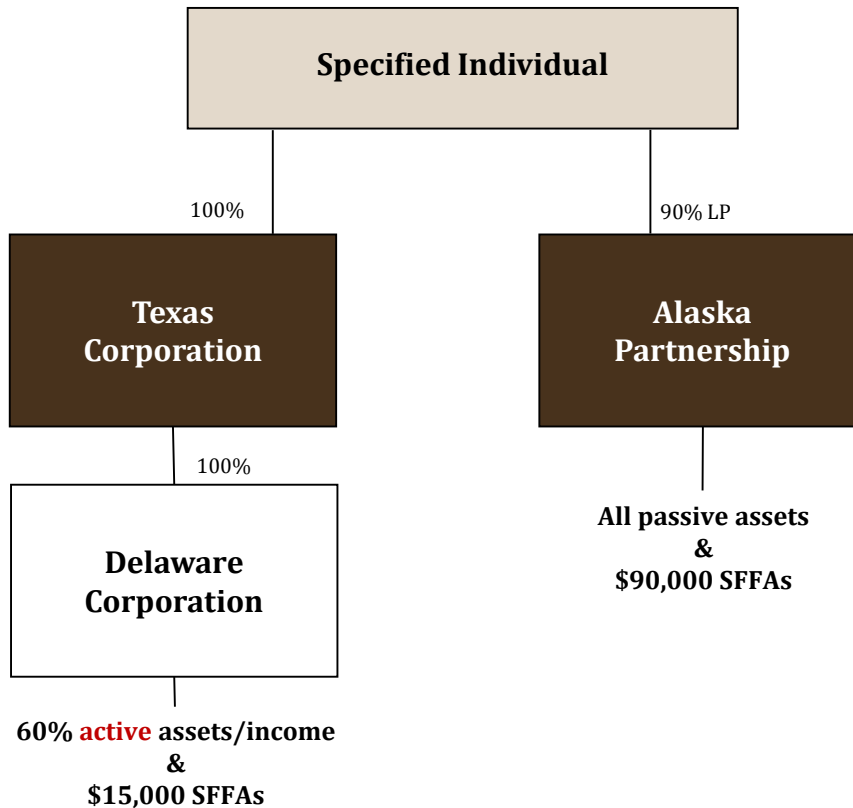 Specified Individual
100%
90% LP
Texas
Corporation
Alaska
Partnership
100%
Delaware
Corporation
All passive assets
&
$90,000 SFFAs
60% active assets/income
&
$15,000 SFFAs